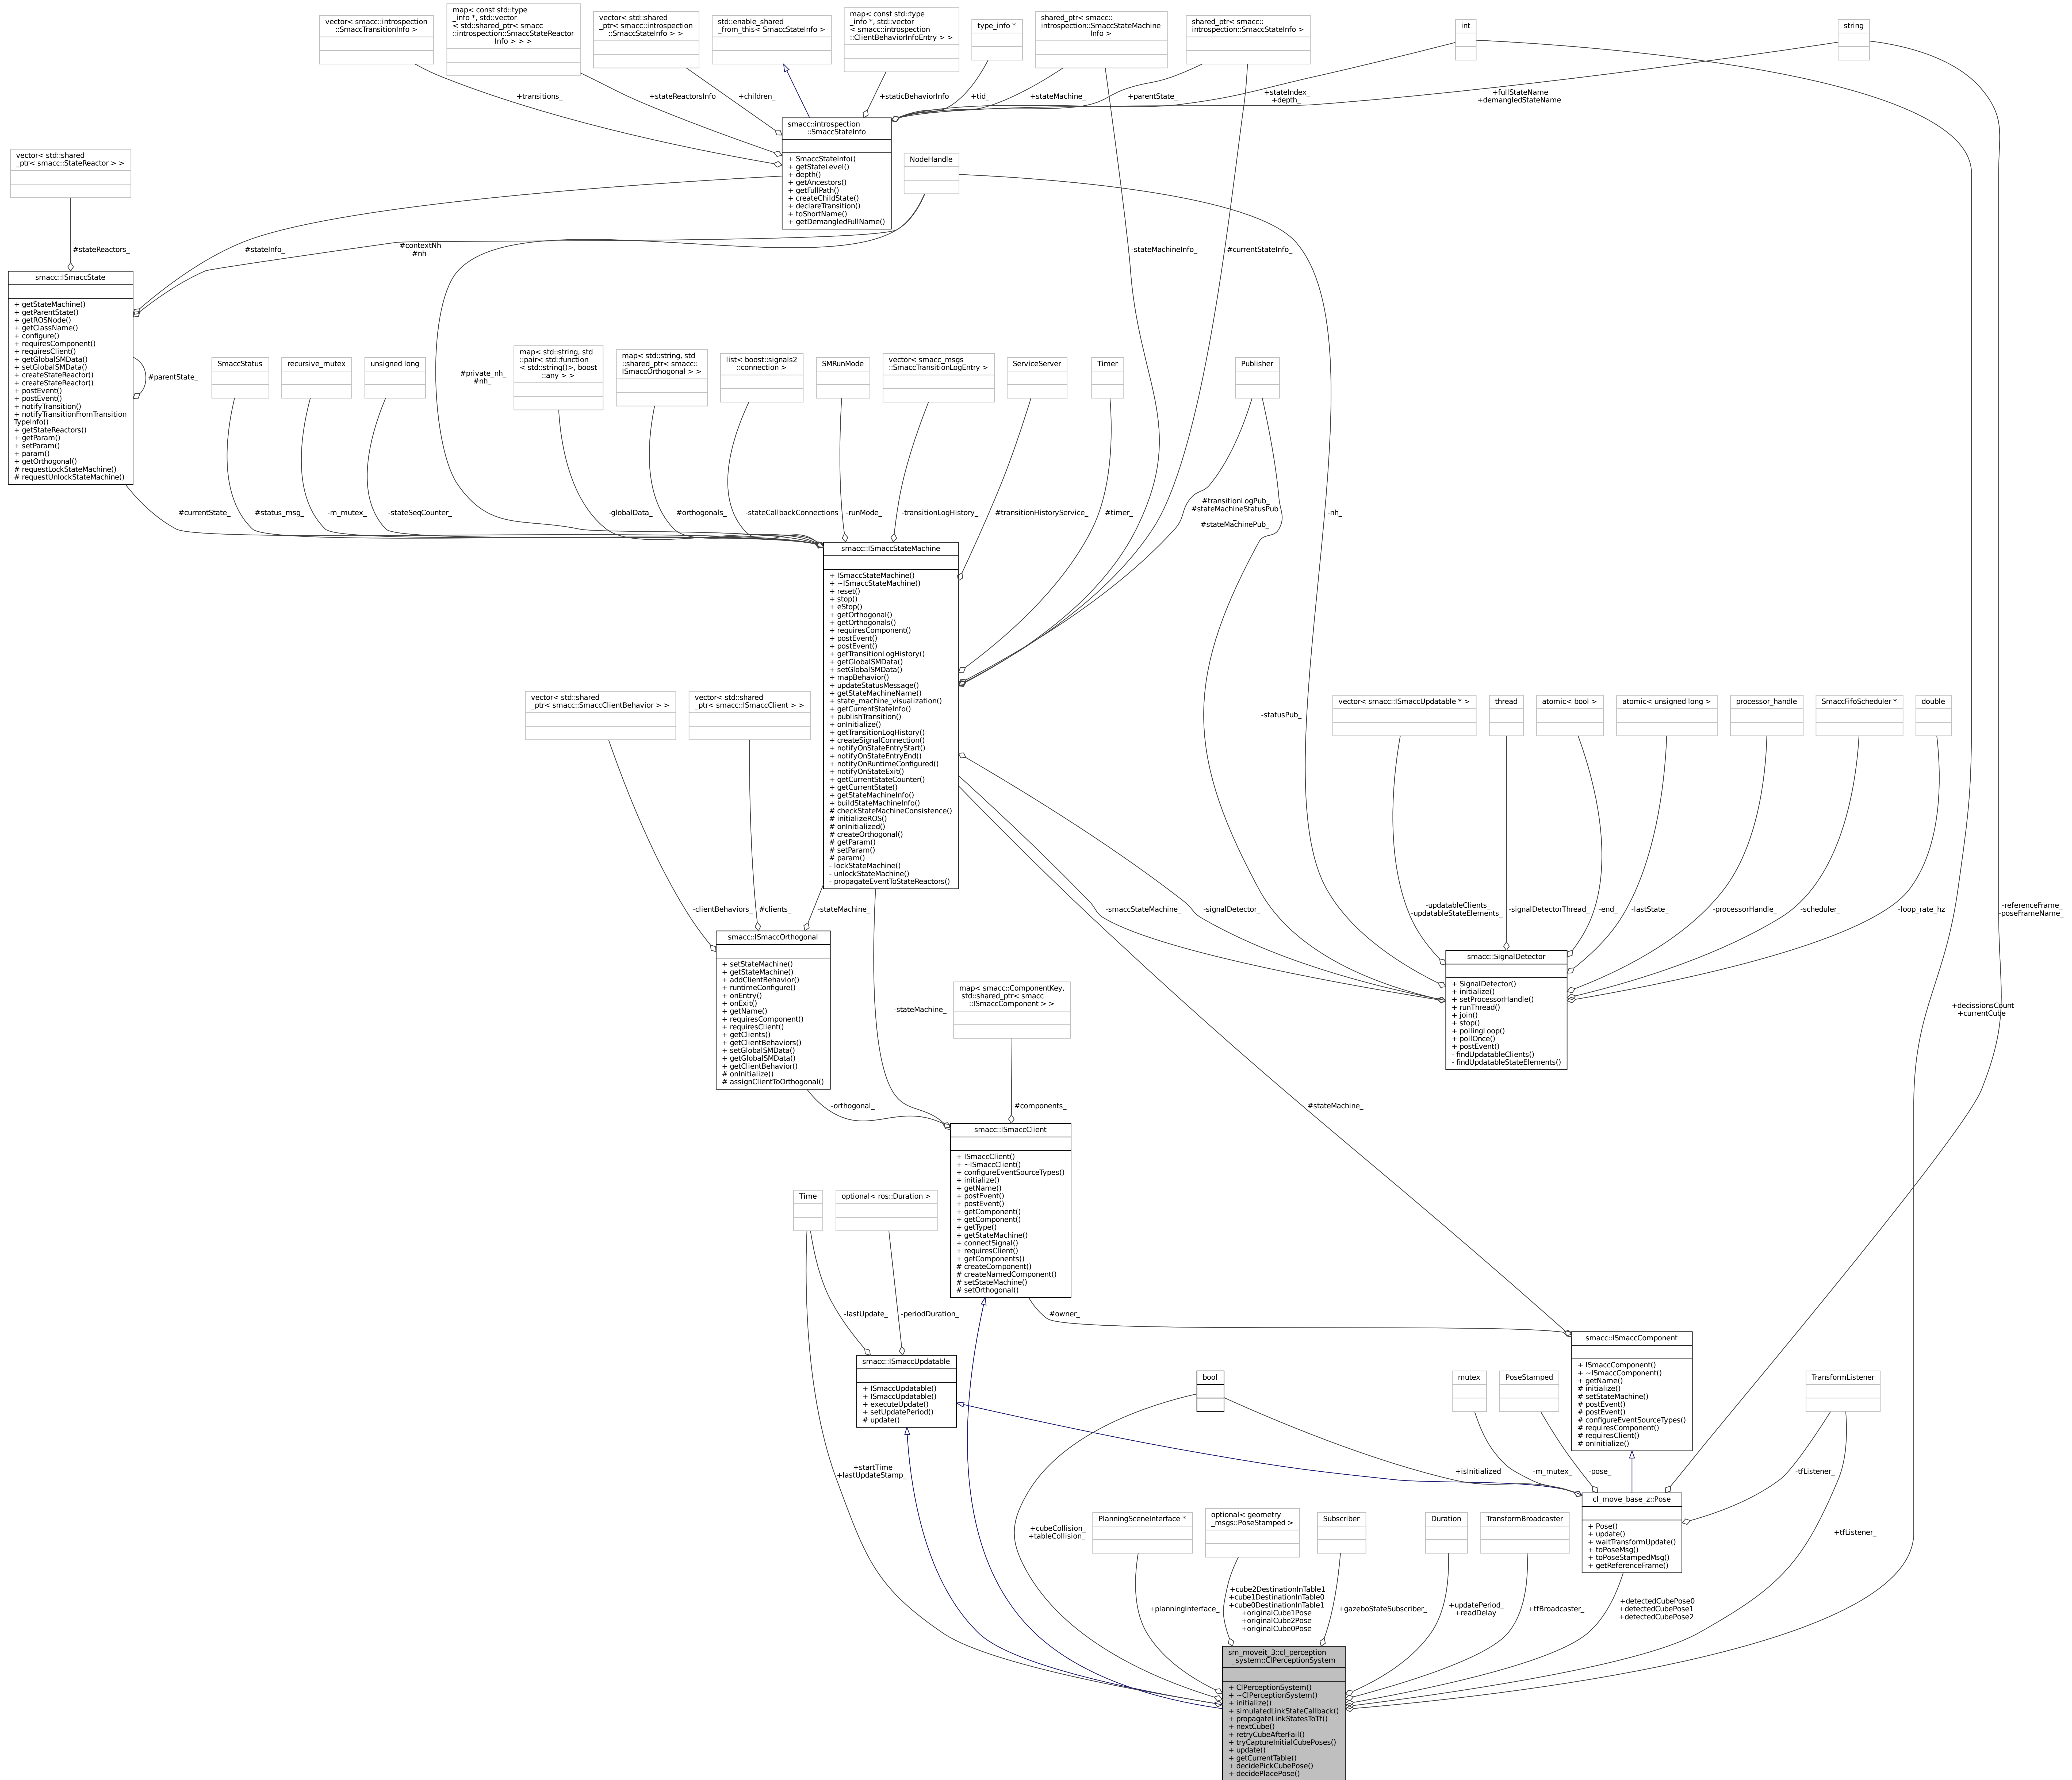 vector< smacc::introspection
::SmaccTransitionInfo >
map< const std::type
_info *, std::vector
< std::shared_ptr< smacc
::introspection::SmaccStateReactor
Info > > >
vector< std::shared
_ptr< smacc::introspection
::SmaccStateInfo > >
std::enable_shared
_from_this< SmaccStateInfo >
map< const std::type
_info *, std::vector
< smacc::introspection
::ClientBehaviorInfoEntry > >
type_info *
shared_ptr< smacc::
introspection::SmaccStateMachine
Info >
shared_ptr< smacc::
introspection::SmaccStateInfo >
int
string
+transitions_
+stateReactorsInfo
+children_
+staticBehaviorInfo
+tid_
+stateMachine_
+parentState_
+stateIndex_
+depth_
+fullStateName
+demangledStateName
smacc::introspection
::SmaccStateInfo
+ SmaccStateInfo()
+ getStateLevel()
+ depth()
+ getAncestors()
+ getFullPath()
+ createChildState()
+ declareTransition()
+ toShortName()
+ getDemangledFullName()
vector< std::shared
_ptr< smacc::StateReactor > >
NodeHandle
#stateReactors_
#stateInfo_
#contextNh
#nh
-stateMachineInfo_
#currentStateInfo_
smacc::ISmaccState
+ getStateMachine()
+ getParentState()
+ getROSNode()
+ getClassName()
+ configure()
+ requiresComponent()
+ requiresClient()
+ getGlobalSMData()
+ setGlobalSMData()
+ createStateReactor()
+ createStateReactor()
+ postEvent()
+ postEvent()
+ notifyTransition()
+ notifyTransitionFromTransition
TypeInfo()
+ getStateReactors()
+ getParam()
+ setParam()
+ param()
+ getOrthogonal()
# requestLockStateMachine()
# requestUnlockStateMachine()
#parentState_
SmaccStatus
recursive_mutex
unsigned long
#private_nh_
#nh_
map< std::string, std
::pair< std::function
< std::string()>, boost
::any > >
map< std::string, std
::shared_ptr< smacc::
ISmaccOrthogonal > >
list< boost::signals2
::connection >
SMRunMode
vector< smacc_msgs
::SmaccTransitionLogEntry >
ServiceServer
Timer
Publisher
#currentState_
#status_msg_
-m_mutex_
-stateSeqCounter_
-globalData_
#orthogonals_
-stateCallbackConnections
-runMode_
-transitionLogHistory_
#transitionHistoryService_
#timer_
#transitionLogPub_
#stateMachineStatusPub
_
#stateMachinePub_
-nh_
smacc::ISmaccStateMachine
+ ISmaccStateMachine()
+ ~ISmaccStateMachine()
+ reset()
+ stop()
+ eStop()
+ getOrthogonal()
+ getOrthogonals()
+ requiresComponent()
+ postEvent()
+ postEvent()
+ getTransitionLogHistory()
+ getGlobalSMData()
+ setGlobalSMData()
+ mapBehavior()
+ updateStatusMessage()
+ getStateMachineName()
+ state_machine_visualization()
+ getCurrentStateInfo()
+ publishTransition()
+ onInitialize()
+ getTransitionLogHistory()
+ createSignalConnection()
+ notifyOnStateEntryStart()
+ notifyOnStateEntryEnd()
+ notifyOnRuntimeConfigured()
+ notifyOnStateExit()
+ getCurrentStateCounter()
+ getCurrentState()
+ getStateMachineInfo()
+ buildStateMachineInfo()
# checkStateMachineConsistence()
# initializeROS()
# onInitialized()
# createOrthogonal()
# getParam()
# setParam()
# param()
- lockStateMachine()
- unlockStateMachine()
- propagateEventToStateReactors()
vector< std::shared
_ptr< smacc::SmaccClientBehavior > >
vector< std::shared
_ptr< smacc::ISmaccClient > >
-statusPub_
vector< smacc::ISmaccUpdatable * >
thread
atomic< bool >
atomic< unsigned long >
processor_handle
SmaccFifoScheduler *
double
-clientBehaviors_
#clients_
-stateMachine_
-smaccStateMachine_
-signalDetector_
-updatableClients_
-updatableStateElements_
-signalDetectorThread_
-end_
-lastState_
-processorHandle_
-scheduler_
-loop_rate_hz
-referenceFrame_
-poseFrameName_
smacc::ISmaccOrthogonal
+ setStateMachine()
+ getStateMachine()
+ addClientBehavior()
+ runtimeConfigure()
+ onEntry()
+ onExit()
+ getName()
+ requiresComponent()
+ requiresClient()
+ getClients()
+ getClientBehaviors()
+ setGlobalSMData()
+ getGlobalSMData()
+ getClientBehavior()
# onInitialize()
# assignClientToOrthogonal()
smacc::SignalDetector
+ SignalDetector()
+ initialize()
+ setProcessorHandle()
+ runThread()
+ join()
+ stop()
+ pollingLoop()
+ pollOnce()
+ postEvent()
- findUpdatableClients()
- findUpdatableStateElements()
-stateMachine_
map< smacc::ComponentKey,
std::shared_ptr< smacc
::ISmaccComponent > >
+decissionsCount
+currentCube
-orthogonal_
#components_
#stateMachine_
smacc::ISmaccClient
+ ISmaccClient()
+ ~ISmaccClient()
+ configureEventSourceTypes()
+ initialize()
+ getName()
+ postEvent()
+ postEvent()
+ getComponent()
+ getComponent()
+ getType()
+ getStateMachine()
+ connectSignal()
+ requiresClient()
+ getComponents()
# createComponent()
# createNamedComponent()
# setStateMachine()
# setOrthogonal()
Time
optional< ros::Duration >
-lastUpdate_
-periodDuration_
#owner_
smacc::ISmaccUpdatable
+ ISmaccUpdatable()
+ ISmaccUpdatable()
+ executeUpdate()
+ setUpdatePeriod()
# update()
smacc::ISmaccComponent
+ ISmaccComponent()
+ ~ISmaccComponent()
+ getName()
# initialize()
# setStateMachine()
# postEvent()
# postEvent()
# configureEventSourceTypes()
# requiresComponent()
# requiresClient()
# onInitialize()
bool
mutex
PoseStamped
TransformListener
+startTime
+lastUpdateStamp_
+isInitialized
-m_mutex_
-pose_
-tfListener_
cl_move_base_z::Pose
+ Pose()
+ update()
+ waitTransformUpdate()
+ toPoseMsg()
+ toPoseStampedMsg()
+ getReferenceFrame()
+cubeCollision_
+tableCollision_
PlanningSceneInterface *
optional< geometry
_msgs::PoseStamped >
Subscriber
Duration
TransformBroadcaster
+tfListener_
+planningInterface_
+cube2DestinationInTable1
+cube1DestinationInTable0
+cube0DestinationInTable1
+originalCube1Pose
+originalCube2Pose
+originalCube0Pose
+gazeboStateSubscriber_
+updatePeriod_
+readDelay
+tfBroadcaster_
+detectedCubePose0
+detectedCubePose1
+detectedCubePose2
sm_moveit_3::cl_perception
_system::ClPerceptionSystem
+ ClPerceptionSystem()
+ ~ClPerceptionSystem()
+ initialize()
+ simulatedLinkStateCallback()
+ propagateLinkStatesToTf()
+ nextCube()
+ retryCubeAfterFail()
+ tryCaptureInitialCubePoses()
+ update()
+ getCurrentTable()
+ decidePickCubePose()
+ decidePlacePose()